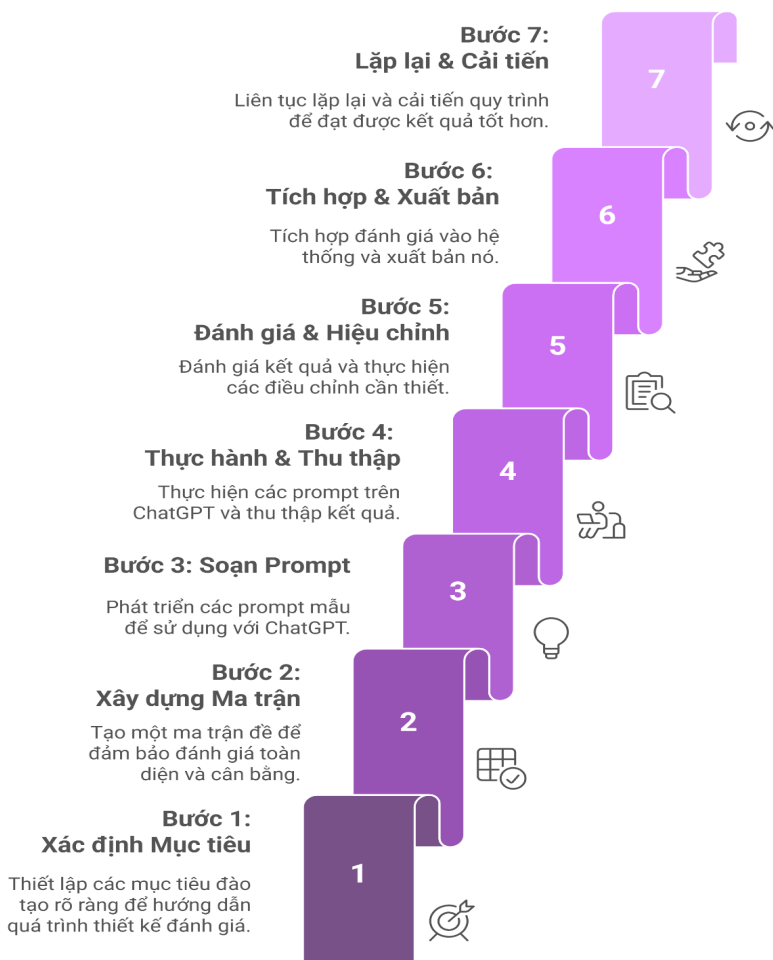 Bước 7:
Lặp lại & Cải tiến
Liên tục lặp lại và cải tiến quy trình
để đạt được kết quả tốt hơn.
7
Bước 6:
Tích hợp & Xuất bản
Tích hợp đánh giá vào hệ
thống và xuất bản nó.
6
Bước 5:
Đánh giá & Hiệu chỉnh
Đánh giá kết quả và thực hiện
các điều chỉnh cần thiết.
5
Bước 4:
Thực hành & Thu thập
Thực hiện các prompt trên
ChatGPT và thu thập kết quả.
4
Bước 3: Soạn Prompt
Phát triển các prompt mẫu
để sử dụng với ChatGPT.
3
Bước 2:
Xây dựng Ma trận
Tạo một ma trận đề để
đảm bảo đánh giá toàn
diện và cân bằng.
2
Bước 1:
Xác định Mục tiêu
Thiết lập các mục tiêu đào
tạo rõ ràng để hướng dẫn
quá trình thiết kế đánh giá.
1